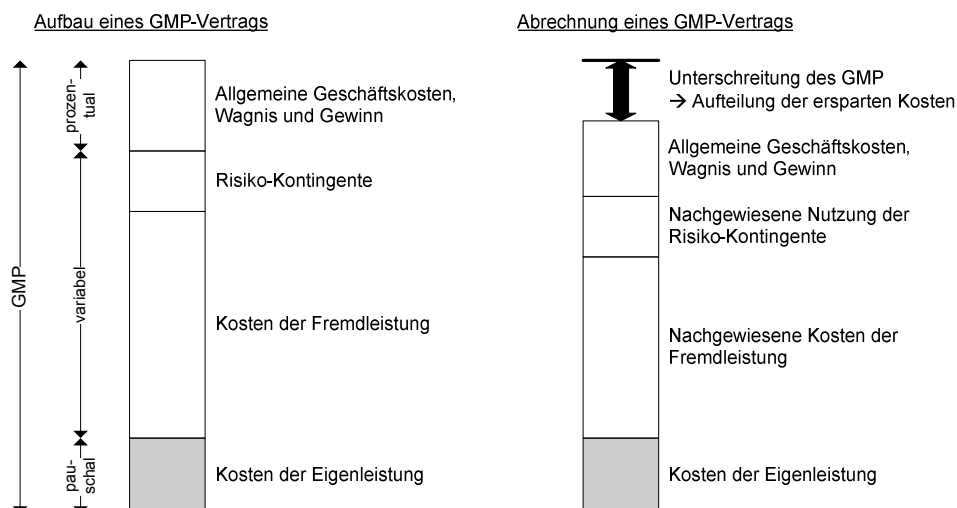 Aufbau eines GMP-Vertrags
GMP
prozen-
tual
variabel
pau-
schal
Allgemeine Geschäftskosten,
Wagnis und Gewinn
Risiko-Kontingente
Kosten der Fremdleistung
Kosten der Eigenleistung
Abrechnung eines GMP-Vertrags
Unterschreitung des GMP
→ Aufteilung der ersparten Kosten
Allgemeine Geschäftskosten,
Wagnis und Gewinn
Nachgewiesene Nutzung der
Risiko-Kontingente
Nachgewiesene Kosten der
Fremdleistung
Kosten der Eigenleistung